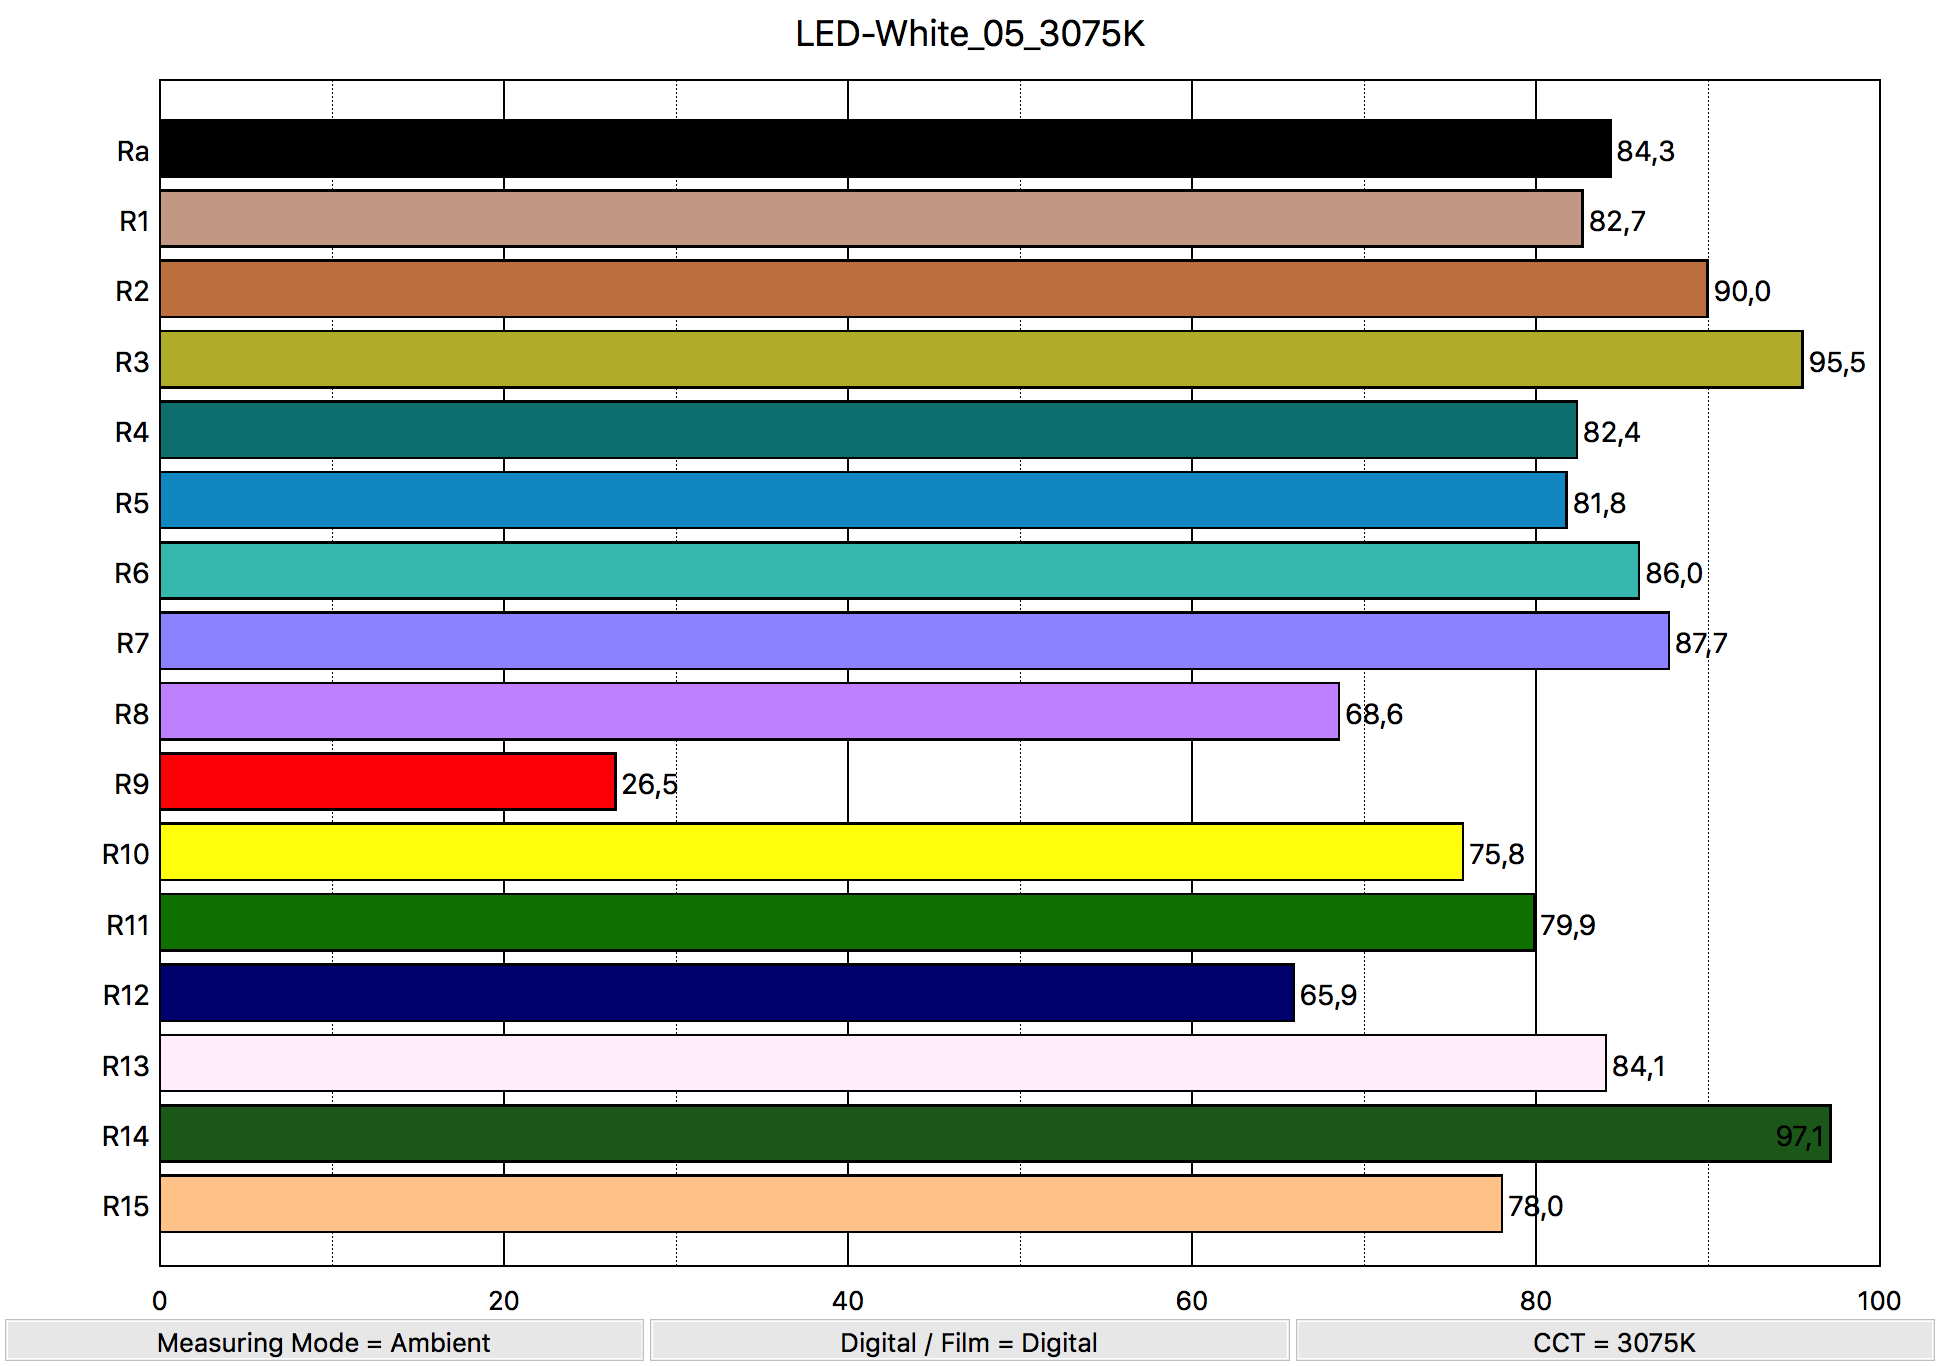 LED-White_05_3075K
Ra 84,3
R1 82,7
R2 90,0
R3 95,5
R4 82,4
R5 81,8
R6 86,0
R7 87,7
R8 68,6
R9 26,5
R10 75,8
R11 79,9
R12 65,9
R13 84,1
R14 97,1
R15 78,0
0 20 40 60 80 100
Measuring Mode = Ambient Digital / Film = Digital CCT = 3075K